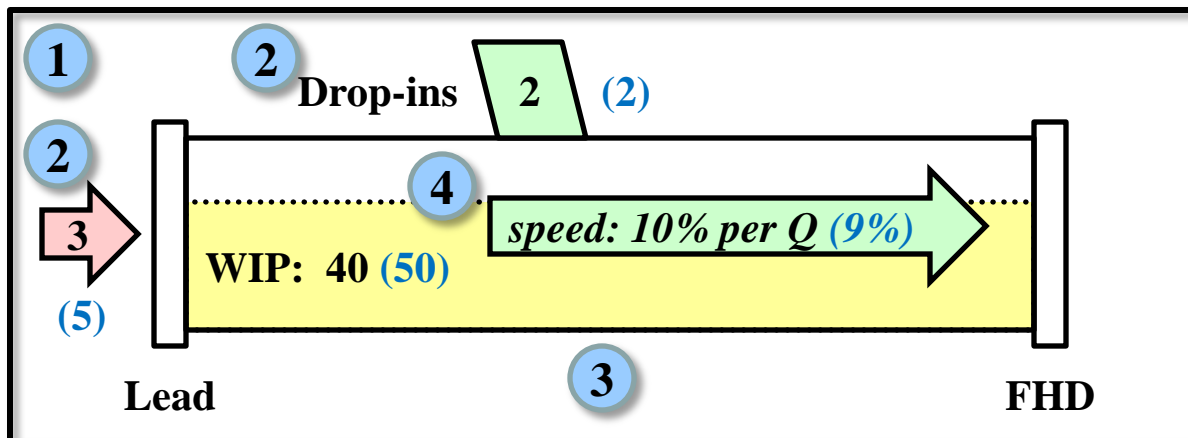 1
2
Drop-ins
2
(2)
2
3
(5)
4
speed: 10% per Q (9%)
WIP: 40 (50)
3
Lead
FHD